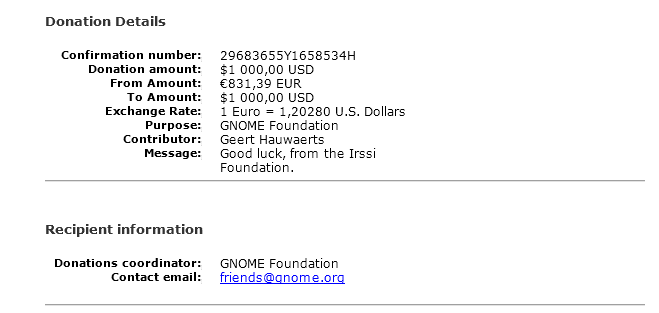 Donation Details
Confirmation number: 29683655Y1658534H
Donation amount: $1 000,00 USD
From Amount: €831,39 EUR
To Amount: $1 000,00 USD
Exchange Rate: 1 Euro = 1,20280 U.S. Dollars
Purpose: GNOME Foundation
Contributor: Geert Hauwaerts
Message: Good luck, from the Irssi
Foundation.
Recipient information
Donations coordinator: GNOME Foundation
Contact email: friends@gnome.org